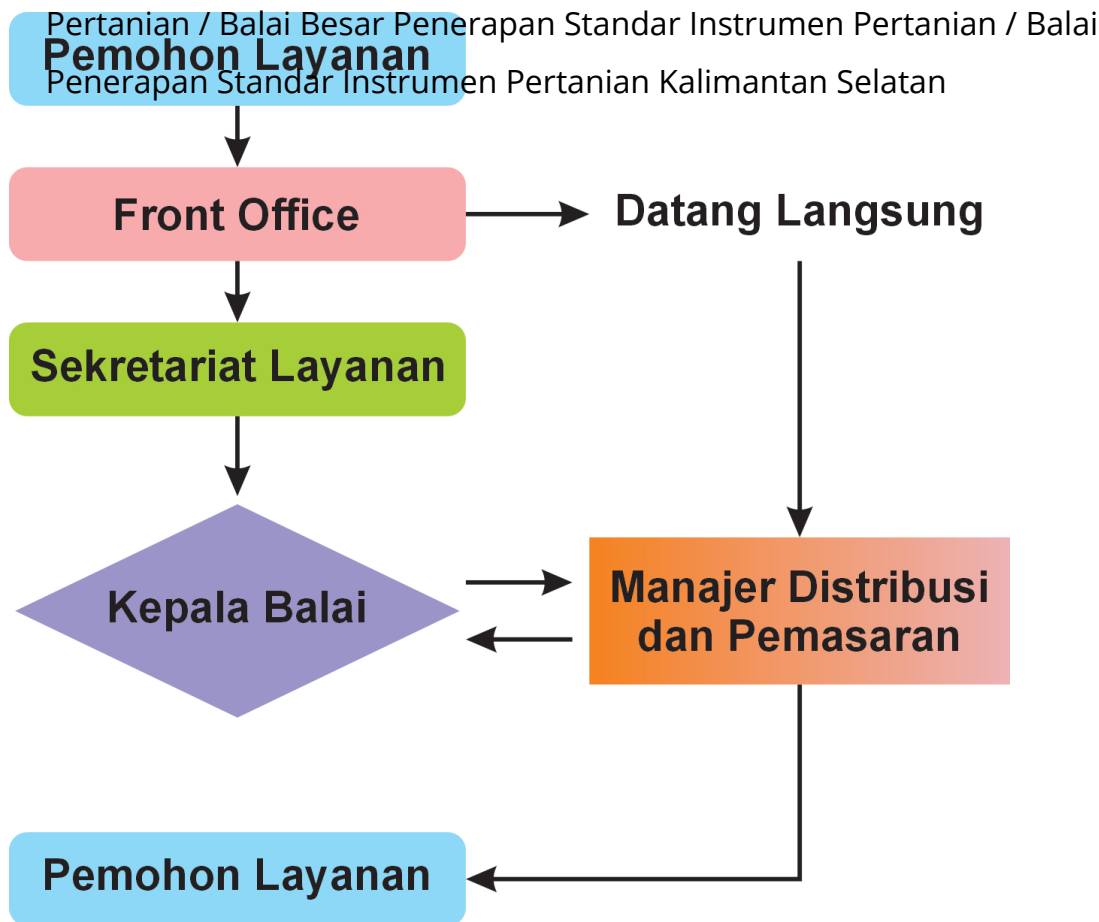 Pertanian / Balai Besar Penerapan Standar Instrumen Pertanian / Balai
Pemohon Layanan
Penerapan Standar Instrumen Pertanian Kalimantan Selatan
Front Office
Datang Langsung
Sekretariat Layanan
Kepala Balai
Manajer Distribusi
dan Pemasaran
Pemohon Layanan